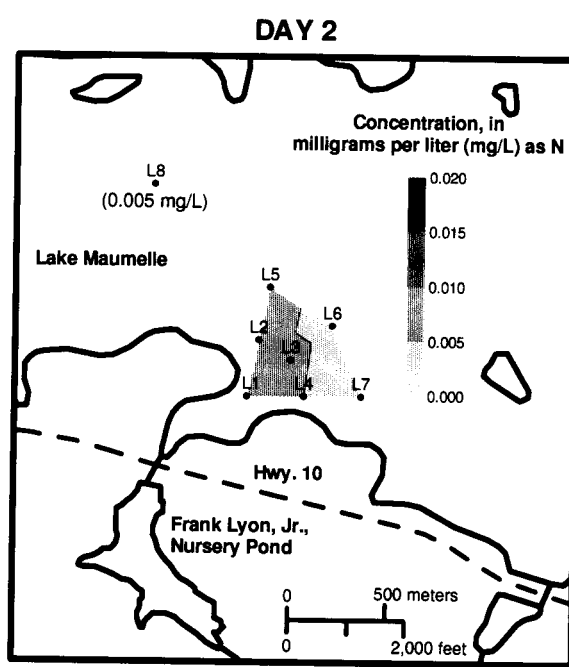 DAY 2
Concentration, in
milligrams per liter (mg/L) as N
L8
(0.005 mg/L)
0.020
0.015
0.010
0.005
0.000
Lake Maumelle
L5
L6
L2
L3
L1
L4
L7
Hwy. 10
Frank Lyon, Jr.,
Nursery Pond
0 500 meters
0 2,000 feet